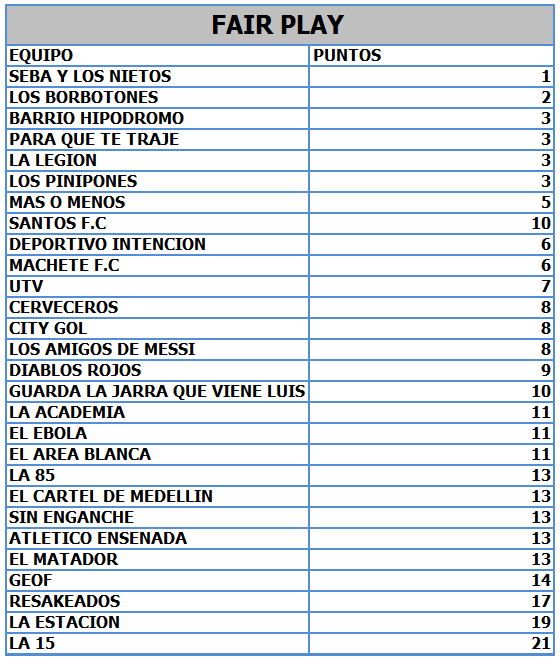 FAIR PLAY
EQUIPO PUNTOS
SEBA Y LOS NIETOS 1
LOS BORBOTONES 2
BARRIO HIPODROMO 3
PARA QUE TE TRAJE 3
LA LEGION 3
LOS PINIPONES 3
MAS O MENOS 5
SANTOS F.C 10
DEPORTIVO INTENCION 6
MACHETE F.C 6
UTV 7
CERVECEROS 8
CITY GOL 8
LOS AMIGOS DE MESSI 8
DIABLOS ROJOS 9
GUARDA LA JARRA QUE VIENE LUIS 10
LA ACADEMIA 11
EL EBOLA 11
EL AREA BLANCA 11
LA 85 13
EL CARTEL DE MEDELLIN 13
SIN ENGANCHE 13
ATLETICO ENSENADA 13
EL MATADOR 13
GEOF 14
RESAKEADOS 17
LA ESTACION 19
LA 15 21